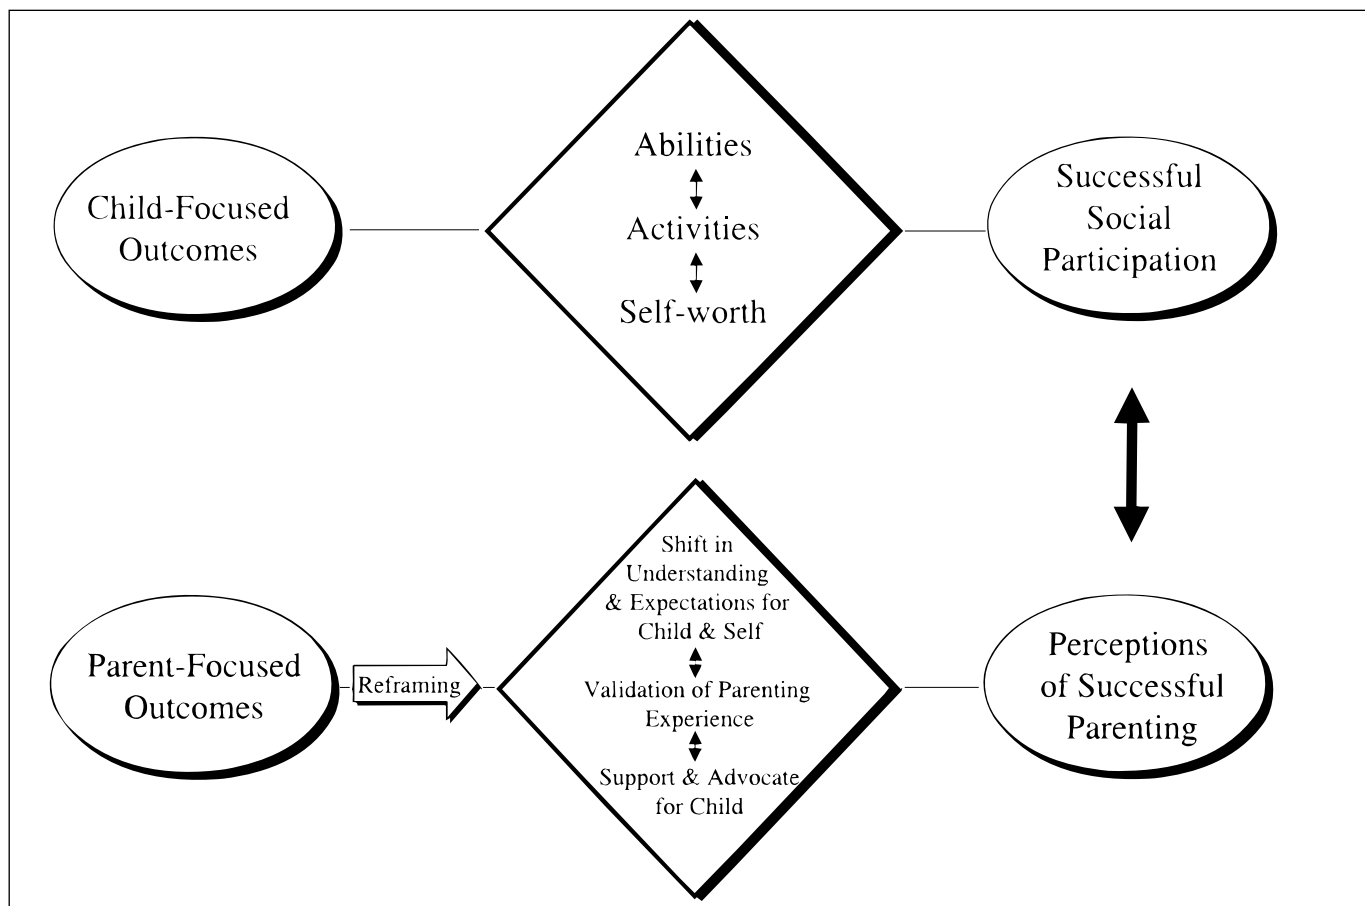 Abilities
Child-Focused
Outcomes
Activities
Self-worth
Successful
Social
Participation
Parent-Focused
Outcomes
Reframing
Shift in
Understanding
& Expectations for
Child & Self
Validation of Parenting
Experience
Support & Advocate
for Child
Perceptions
of Successful
Parenting